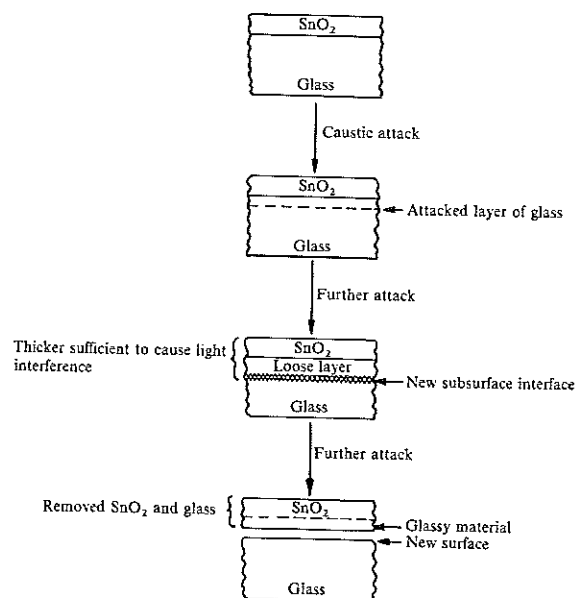 SnO₂
Glass
Caustic attack
SnO₂
Attacked layer of glass
Glass
Further attack
Thicker sufficient to cause light
interference
SnO₂
Loose layer
New subsurface interface
Glass
Further attack
Removed SnO₂ and glass
SnO₂
Glassy material
New surface
Glass